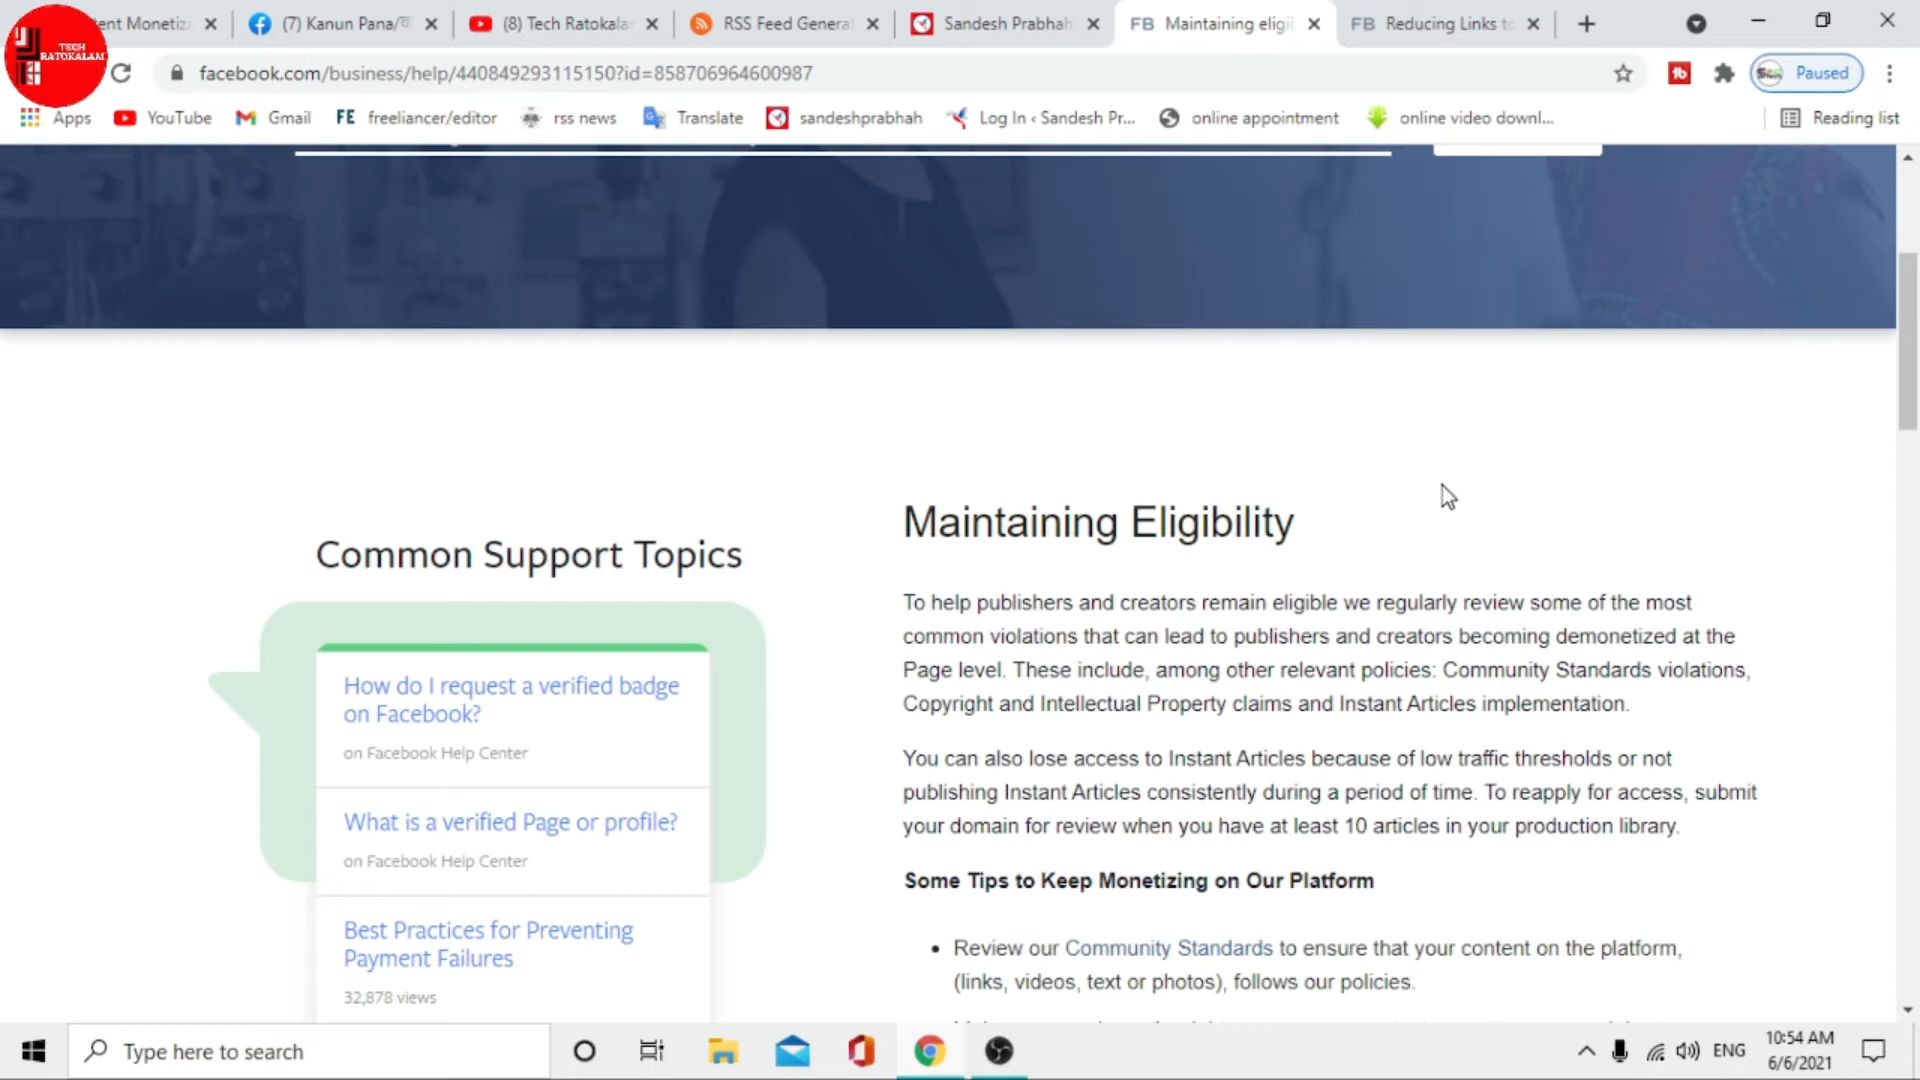 ent Monetiz
(7) Kanun Pana/
(8) Tech Ratokala
RSS Feed Genera
Sandesh Prabhah
FB Maintaining eligi
FB Reducing Links to
TECH
RATOKALAM
facebook.com/business/help/440849293115150?id=858706964600987
Paused
Apps
YouTube
Gmail
FE freeliancer/editor
rss news
Translate
sandeshprabhah
Log In ‹ Sandesh Pr...
online appointment
online video downl...
Reading list
Common Support Topics
How do I request a verified badge
on Facebook?
on Facebook Help Center
What is a verified Page or profile?
on Facebook Help Center
Best Practices for Preventing
Payment Failures
32,878 views
Maintaining Eligibility
To help publishers and creators remain eligible we regularly review some of the most
common violations that can lead to publishers and creators becoming demonetized at the
Page level. These include, among other relevant policies: Community Standards violations,
Copyright and Intellectual Property claims and Instant Articles implementation.
You can also lose access to Instant Articles because of low traffic thresholds or not
publishing Instant Articles consistently during a period of time. To reapply for access, submit
your domain for review when you have at least 10 articles in your production library.
Some Tips to Keep Monetizing on Our Platform
• Review our Community Standards to ensure that your content on the platform,
(links, videos, text or photos), follows our policies.
Type here to search
ENG
10:54 AM
6/6/2021